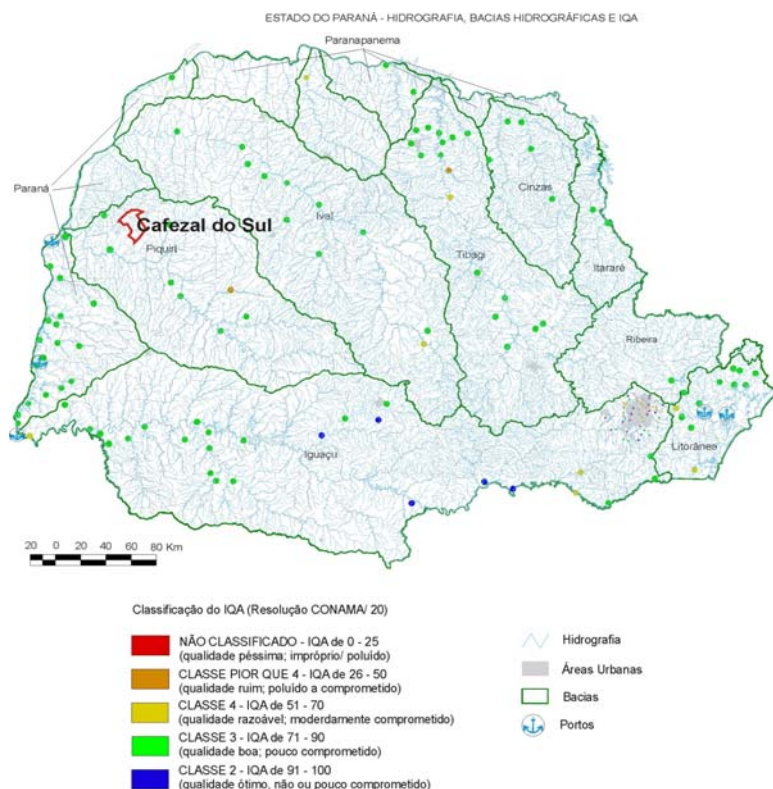 ESTADO DO PARANÁ - HIDROGRAFIA, BACIAS HIDROGRÁFICAS E IQA
Paranapanema
Paraná
Cinzas
Ivaí
Cafezal do Sul
Piquiri
Tibagi
Itararé
Ribeira
Iguaçu
Litorânea
20 0 20 40 60 80 Km
Classificação do IQA (Resolução CONAMA/ 20)
NÃO CLASSIFICADO - IQA de 0 - 25
(qualidade péssima; impróprio/ poluído)
CLASSE PIOR QUE 4 - IQA de 26 - 50
(qualidade ruim; poluído a comprometido)
CLASSE 4 - IQA de 51 - 70
(qualidade razoável; moderdamente comprometido)
CLASSE 3 - IQA de 71 - 90
(qualidade boa; pouco comprometido)
CLASSE 2 - IQA de 91 - 100
(qualidade ótimo, não ou pouco comprometido)
Hidrografia
Áreas Urbanas
Bacias
Portos